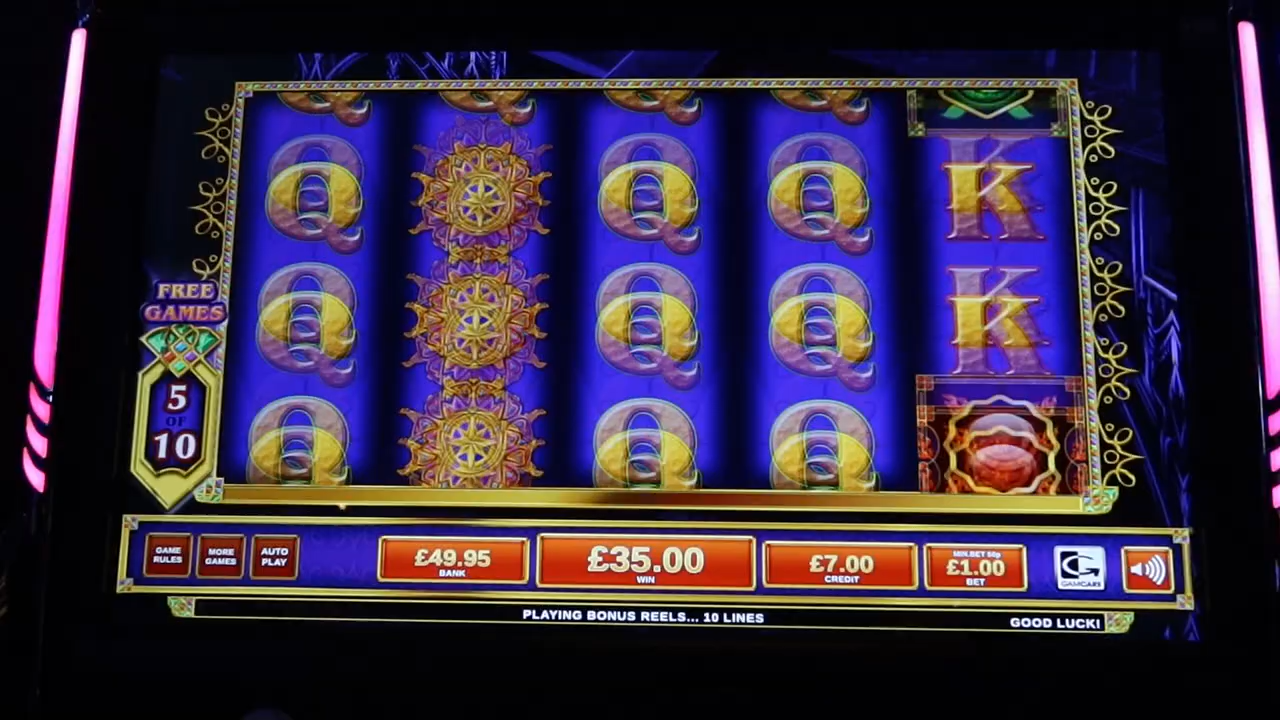 Q Q Q Q
Q Q Q K
Q Q Q K
Q Q Q
FREE
GAMES
5
OF
10
GAME
RULES
MORE
GAMES
AUTO
PLAY
£49.95
BANK
£35.00
WIN
£7.00
CREDIT
MIN.BET 50p
£1.00
BET
G
GAMCARE
PLAYING BONUS REELS... 10 LINES
GOOD LUCK!